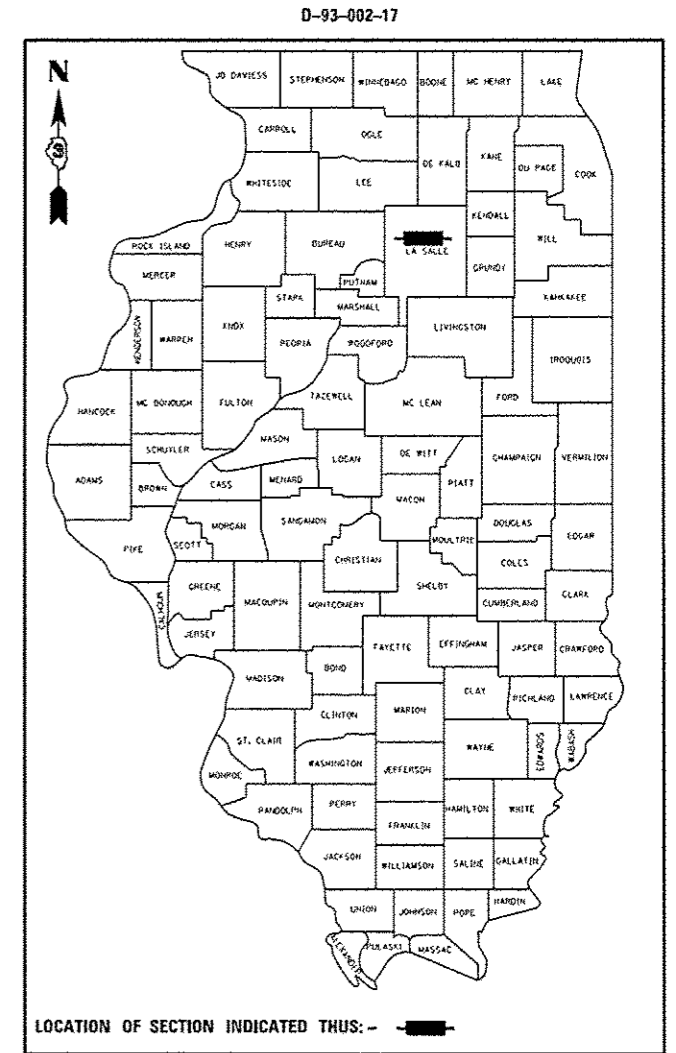 D-93-002-17
N
JO DAVIESS STEPHENSON WINNEBAGO BOONE MC HENRY LAKE
CARROLL OGLE DE KALB KANE DU PAGE COOK
WHITESIDE LEE KENDALL WILL
ROCK ISLAND HENRY BUREAU LA SALLE GRUNDY
MERCER PUTNAM KANKAKEE
HENDERSON WARREN KNOX STARK MARSHALL LIVINGSTON
PEORIA WOODFORD IROQUOIS
HANCOCK MC DONOUGH FULTON TAZEWELL MC LEAN FORD
MASON
SCHUYLER LOGAN DE WITT CHAMPAIGN VERMILION
ADAMS BROWN CASS MENARD MACON PIATT
MORGAN SANGAMON DOUGLAS EDGAR
PIKE SCOTT CHRISTIAN MOULTRIE COLES
GREENE MACOUPIN MONTGOMERY SHELBY CUMBERLAND CLARK
CALHOUN JERSEY
FAYETTE EFFINGHAM JASPER CRAWFORD
MADISON BOND CLAY RICHLAND LAWRENCE
CLINTON MARION
ST. CLAIR WAYNE EDWARDS WABASH
MONROE WASHINGTON JEFFERSON
RANDOLPH PERRY HAMILTON WHITE
FRANKLIN
JACKSON WILLIAMSON SALINE GALLATIN
UNION JOHNSON POPE HARDIN
ALEXANDER PULASKI MASSAC
LOCATION OF SECTION INDICATED THUS: -